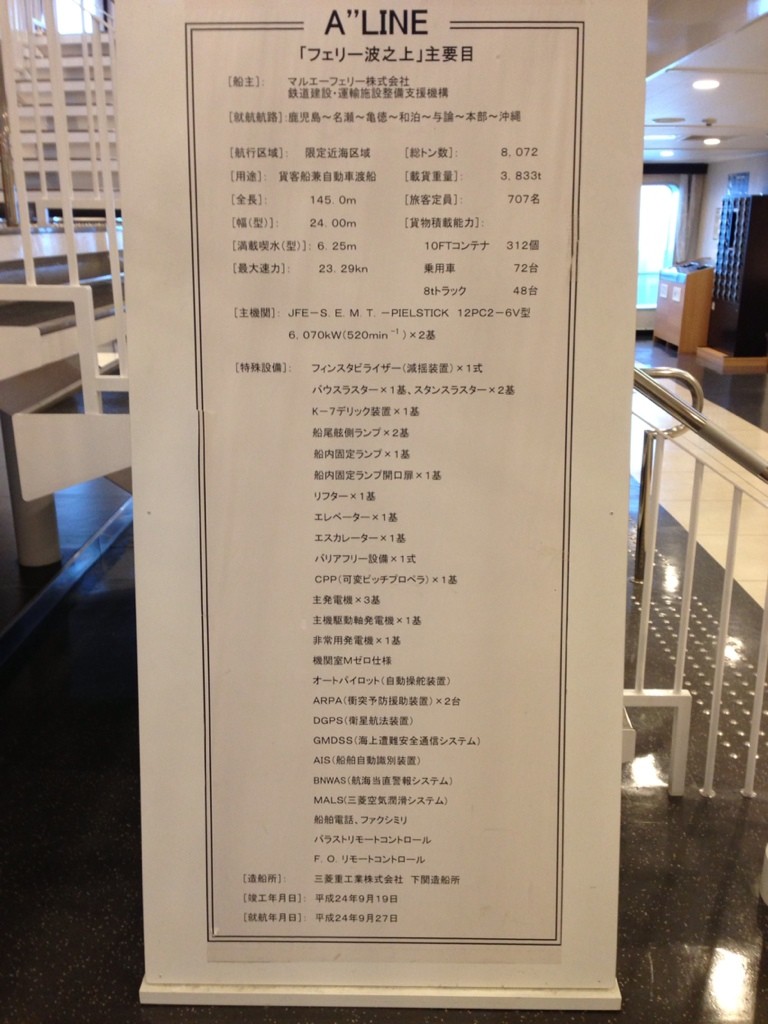 A"LINE
「フェリー波之上」主要目
[船主]: マルエーフェリー株式会社
鉄道建設・運輸施設整備支援機構
[就航航路]:鹿児島～名瀬～亀徳～和泊～与論～本部～沖縄
[航行区域]: 限定近海区域 [総トン数]: 8,072
[用途]: 貨客船兼自動車渡船 [載貨重量]: 3.833t
[全長]: 145.0m [旅客定員]: 707名
[幅(型)]: 24.00m [貨物積載能力]:
[満載喫水(型)]: 6.25m 10FTコンテナ 312個
[最大速力]: 23.29kn 乗用車 72台
8tトラック 48台
[主機関]: JFE－S.E.M.T.－PIELSTICK 12PC2－6V型
6,070kW(520min⁻¹)×2基
[特殊設備]: フィンスタビライザー(減揺装置)×1式
バウスラスター×1基、スタンスラスター×2基
K－7デリック装置×1基
船尾舷側ランプ×2基
船内固定ランプ×1基
船内固定ランプ開口扉×1基
リフター×1基
エレベーター×1基
エスカレーター×1基
バリアフリー設備×1式
CPP(可変ピッチプロペラ)×1基
主発電機×3基
主機駆動軸発電機×1基
非常用発電機×1基
機関室Mゼロ仕様
オートパイロット(自動操舵装置)
ARPA(衝突予防援助装置)×2台
DGPS(衛星航法装置)
GMDSS(海上遭難安全通信システム)
AIS(船舶自動識別装置)
BNWAS(航海当直警報システム)
MALS(三菱空気潤滑システム)
船舶電話、ファクシミリ
バラストリモートコントロール
F.O.リモートコントロール
[造船所]: 三菱重工業株式会社 下関造船所
[竣工年月日]: 平成24年9月19日
[就航年月日]: 平成24年9月27日